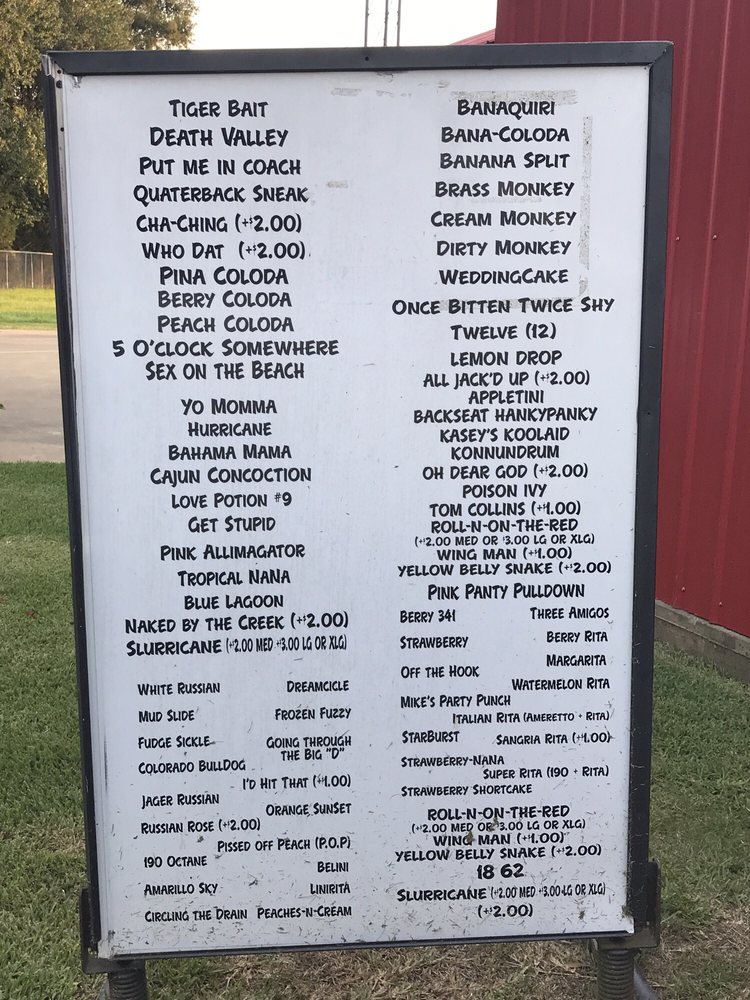 TIGER BAIT
DEATH VALLEY
PUT ME IN COACH
QUATERBACK SNEAK
CHA-CHING (+$2.00)
WHO DAT (+$2.00)
PINA COLODA
BERRY COLODA
PEACH COLODA
5 O'CLOCK SOMEWHERE
SEX ON THE BEACH
YO MOMMA
HURRICANE
BAHAMA MAMA
CAJUN CONCOCTION
LOVE POTION #9
GET STUPID
PINK ALLIMAGATOR
TROPICAL NANA
BLUE LAGOON
NAKED BY THE CREEK (+$2.00)
SLURRICANE (+$2.00 MED +$3.00 LG OR XLG)
WHITE RUSSIAN
MUD SLIDE
FUDGE SICKLE
COLORADO BULLDOG
JAGER RUSSIAN
RUSSIAN ROSE (+$2.00)
190 OCTANE
AMARILLO SKY
CIRCLING THE DRAIN
DREAMCICLE
FROZEN FUZZY
GOING THROUGH
THE BIG "D"
I'D HIT THAT (+$1.00)
ORANGE SUNSET
PISSED OFF PEACH (P.O.P)
BELINI
LINIRITA
PEACHES-N-CREAM
BANAQUIRI
BANA-COLODA
BANANA SPLIT
BRASS MONKEY
CREAM MONKEY
DIRTY MONKEY
WEDDINGCAKE
ONCE BITTEN TWICE SHY
TWELVE (12)
LEMON DROP
ALL JACK'D UP (+$2.00)
APPLETINI
BACKSEAT HANKYPANKY
KASEY'S KOOLAID
KONNUNDRUM
OH DEAR GOD (+$2.00)
POISON IVY
TOM COLLINS (+$1.00)
ROLL-N-ON-THE-RED
(+$2.00 MED OR $3.00 LG OR XLG)
WING MAN (+$1.00)
YELLOW BELLY SNAKE (+$2.00)
PINK PANTY PULLDOWN
BERRY 341
STRAWBERRY
OFF THE HOOK
MIKE'S PARTY PUNCH
STARBURST
STRAWBERRY-NANA
STRAWBERRY SHORTCAKE
THREE AMIGOS
BERRY RITA
MARGARITA
WATERMELON RITA
ITALIAN RITA (AMERETTO + RITA)
SANGRIA RITA (+$1.00)
SUPER RITA (190 + RITA)
ROLL-N-ON-THE-RED
(+$2.00 MED OR $3.00 LG OR XLG)
WING MAN (+$1.00)
YELLOW BELLY SNAKE (+$2.00)
18 62
SLURRICANE (+$2.00 MED +$3.00 LG OR XLG)
(+$2.00)